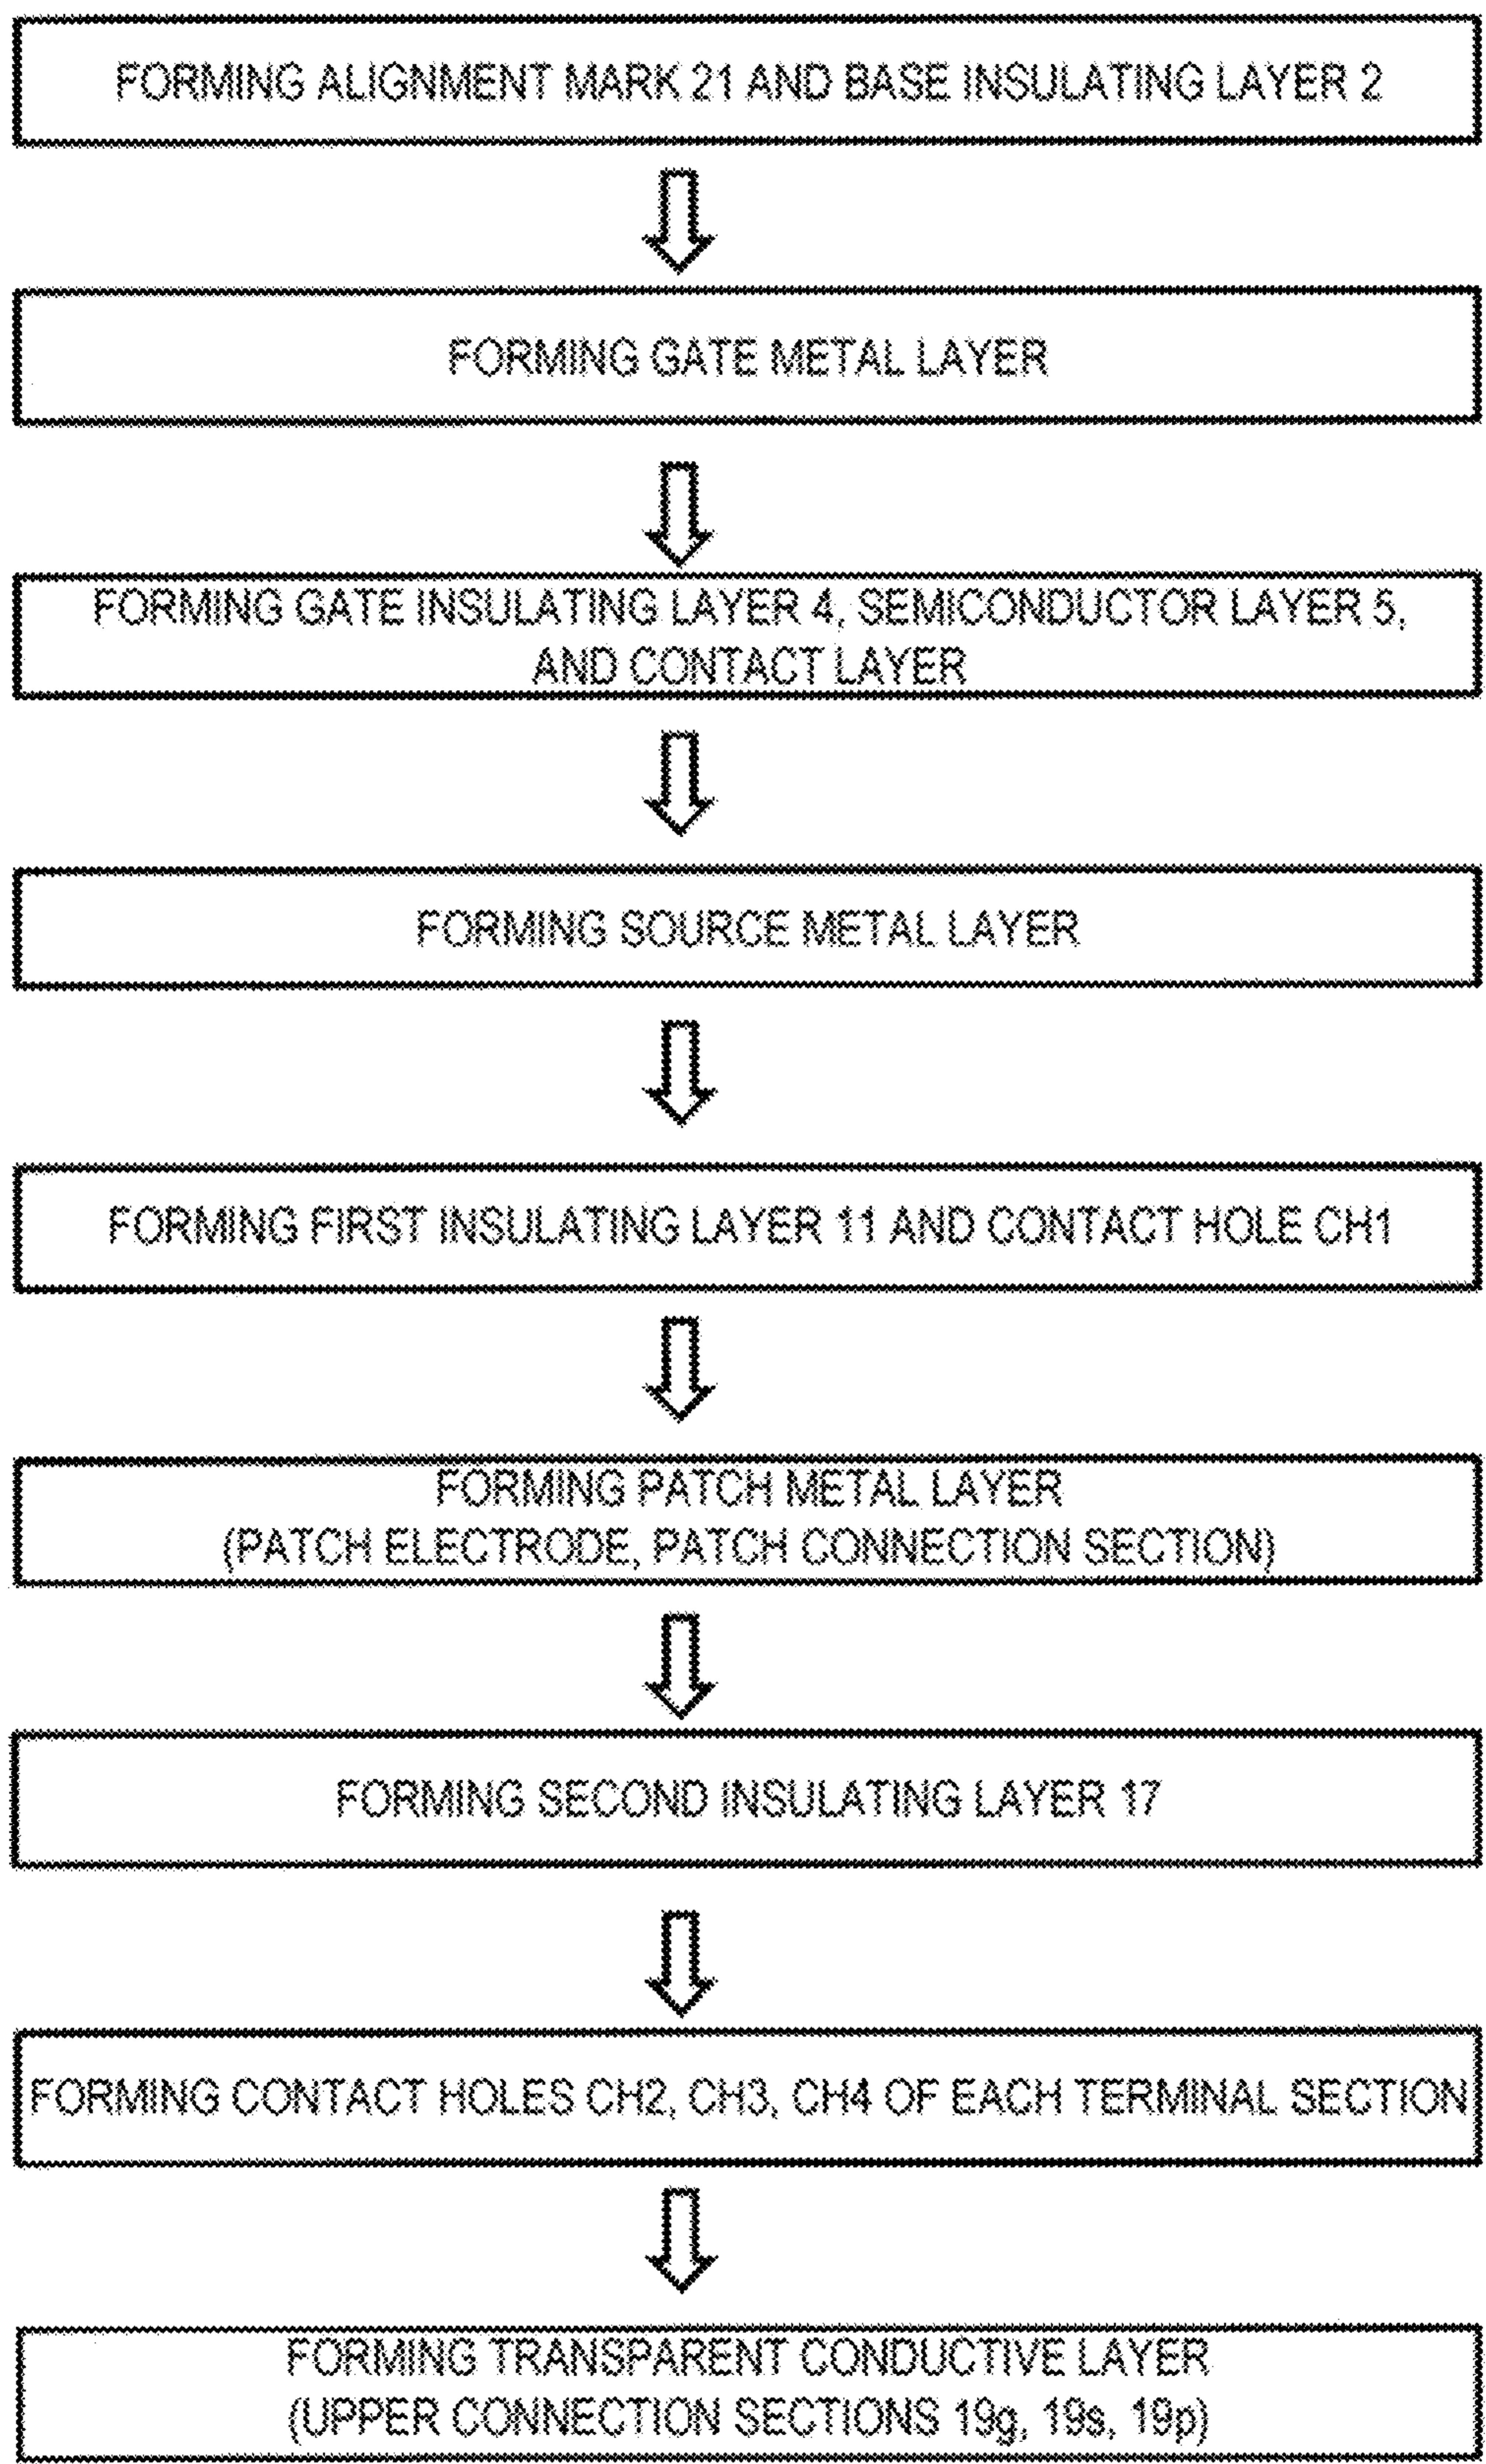 FORMING ALIGNMENT MARK 21 AND BASE INSULATING LAYER 2
FORMING GATE METAL LAYER
FORMING GATE INSULATING LAYER 4, SEMICONDUCTOR LAYER 5,
AND CONTACT LAYER
FORMING SOURCE METAL LAYER
FORMING FIRST INSULATING LAYER 11 AND CONTACT HOLE CH1
FORMING PATCH METAL LAYER
(PATCH ELECTRODE, PATCH CONNECTION SECTION)
FORMING SECOND INSULATING LAYER 17
FORMING CONTACT HOLES CH2, CH3, CH4 OF EACH TERMINAL SECTION
FORMING TRANSPARENT CONDUCTIVE LAYER
(UPPER CONNECTION SECTIONS 19g, 19s, 19p)